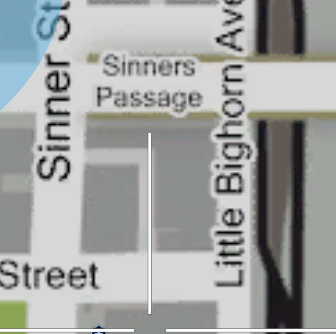 Sinner St
Sinners
Passage
Little Bighorn Ave
Street